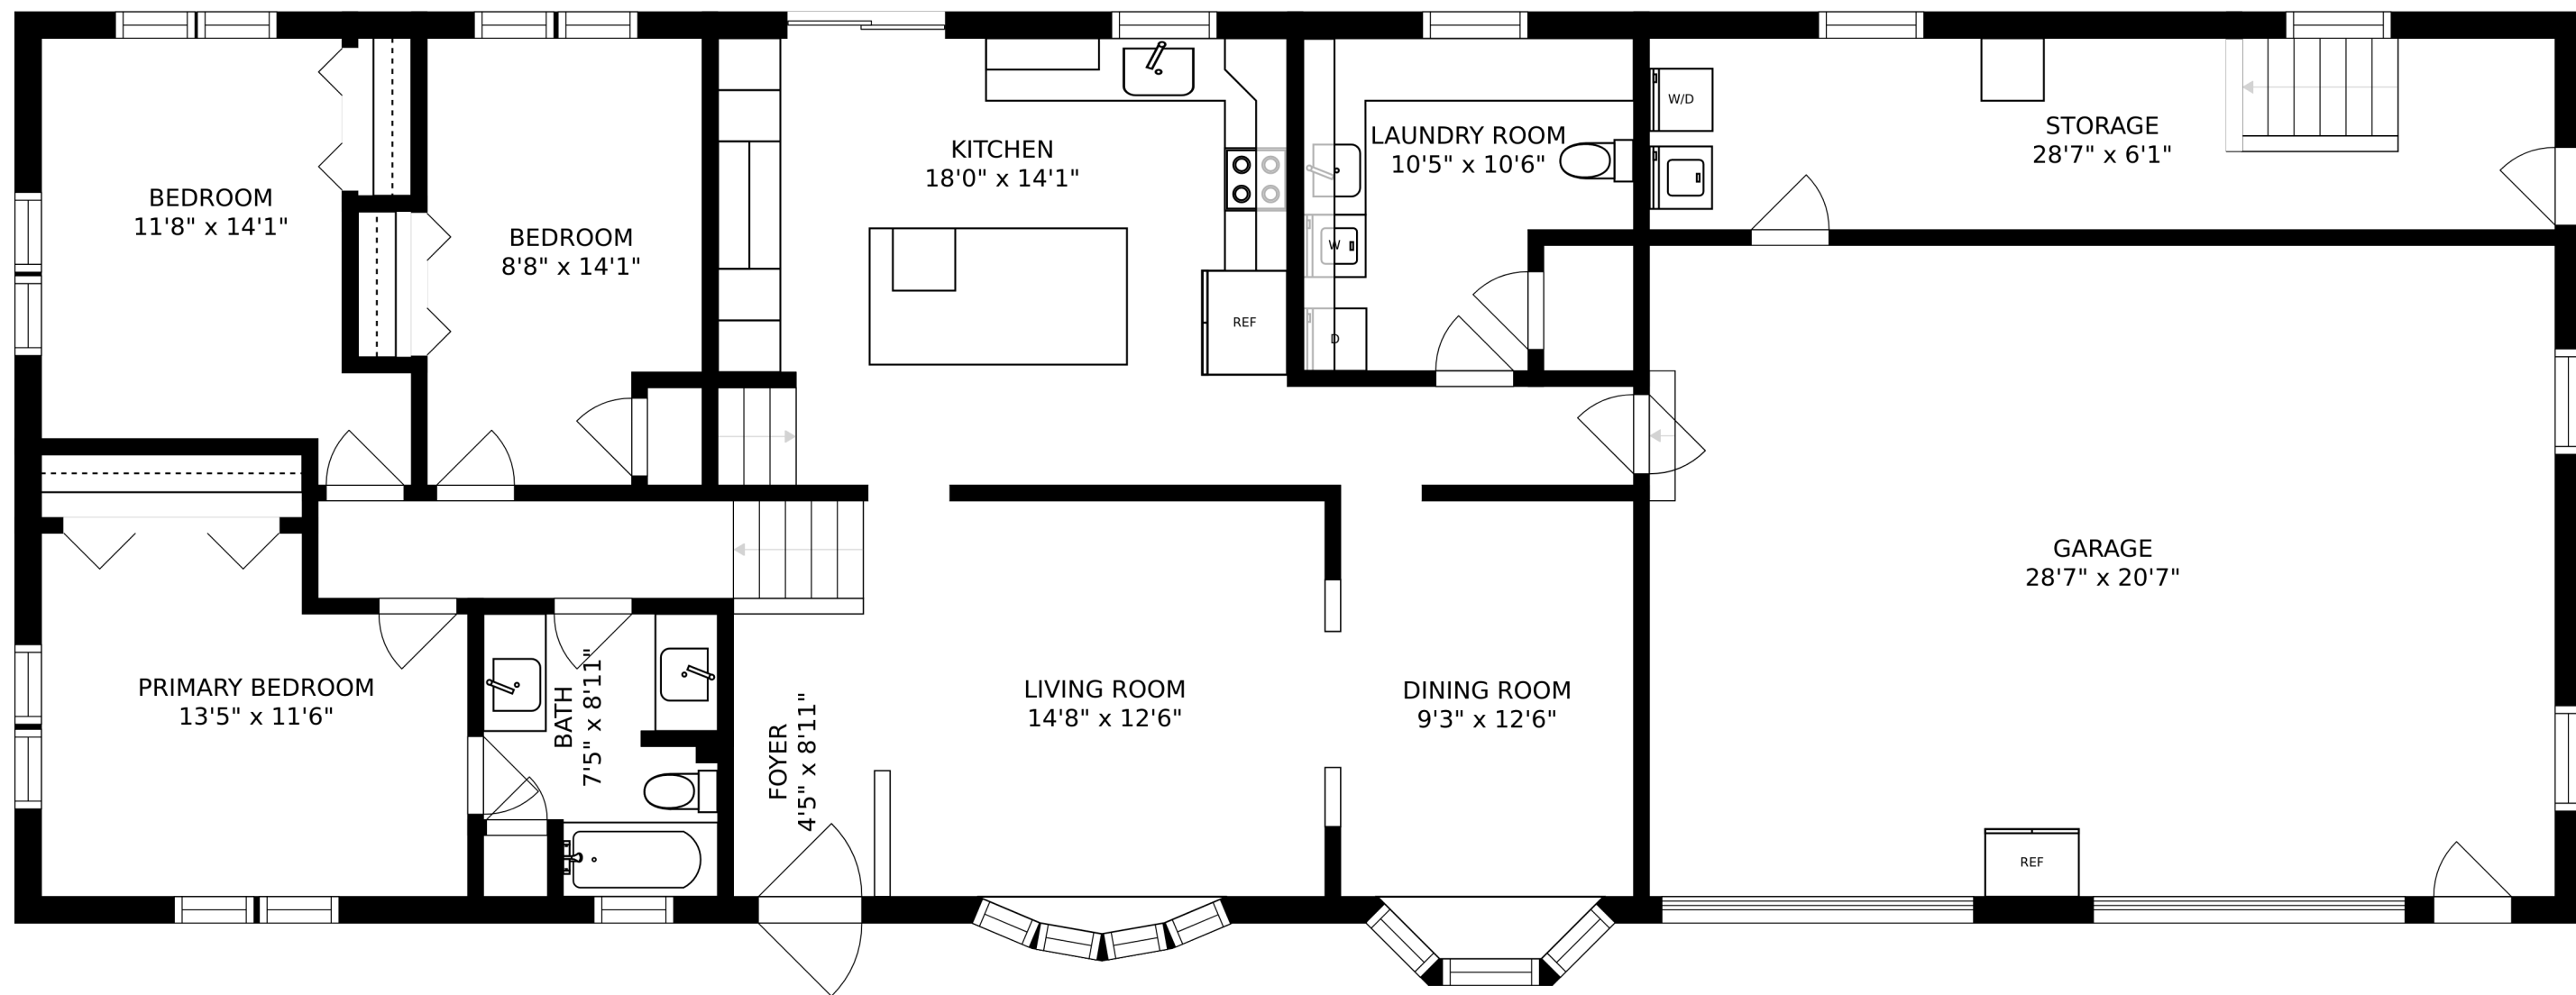 BEDROOM
11'8" x 14'1"
BEDROOM
8'8" x 14'1"
KITCHEN
18'0" x 14'1"
REF
LAUNDRY ROOM
10'5" x 10'6"
W
D
W/D
STORAGE
28'7" x 6'1"
GARAGE
28'7" x 20'7"
REF
PRIMARY BEDROOM
13'5" x 11'6"
BATH
7'5" x 8'11"
FOYER
4'5" x 8'11"
LIVING ROOM
14'8" x 12'6"
DINING ROOM
9'3" x 12'6"